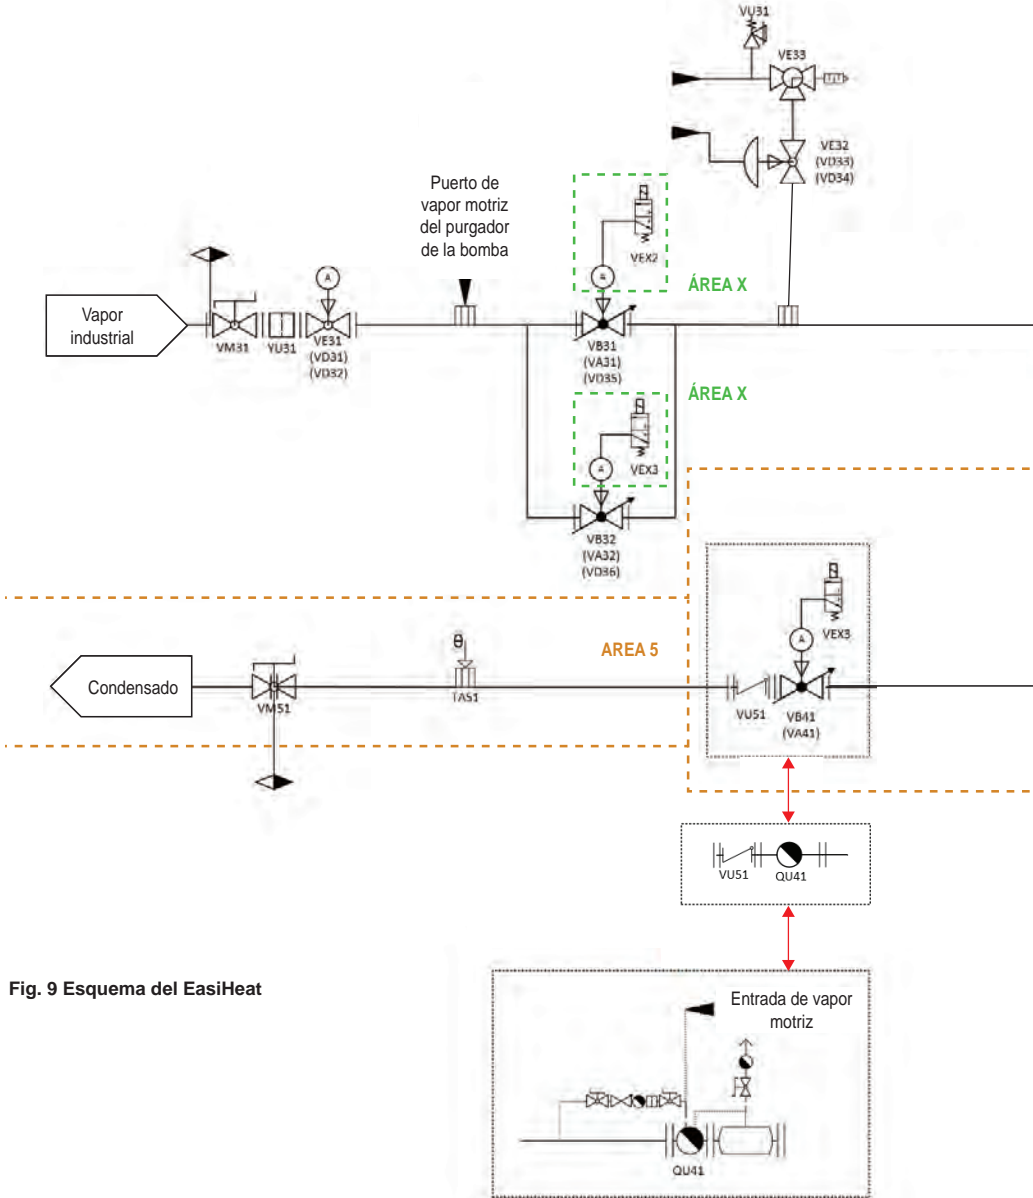 VU31
VE33
VE32
(VD33)
(VD34)
Puerto de
vapor motriz
del purgador
de la bomba
VEX2
A
ÁREA X
A
Vapor
industrial
VM31
YU31
VE31
(VD31)
(VD32)
VB31
(VA31)
(VD35)
ÁREA X
VEX3
A
VB32
(VA32)
(VD36)
AREA 5
VEX3
A
Condensado
VM51
TA51
VU51
VB41
(VA41)
VU51
QU41
Fig. 9 Esquema del EasiHeat
Entrada de vapor
motriz
QU41